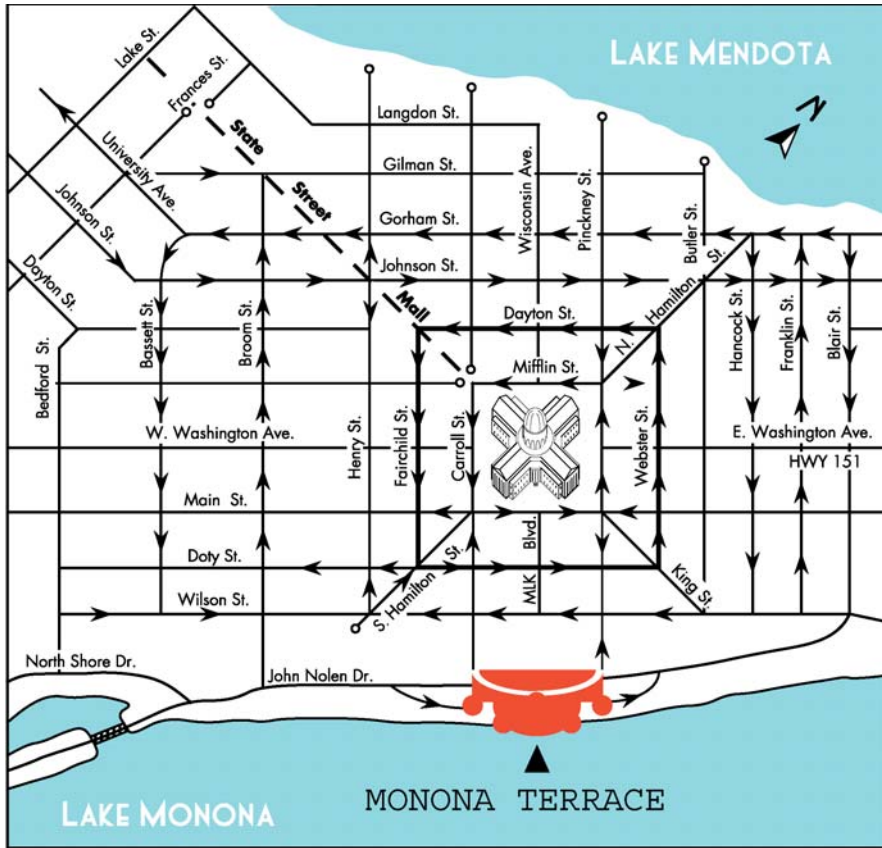 LAKE MENDOTA
N
Lake St.
Frances St.
Langdon St.
State
Street
Mall
University Ave.
Gilman St.
Wisconsin Ave.
Pinckney St.
Johnson St.
Gorham St.
Butler St.
Johnson St.
N. Hamilton St.
Dayton St.
Dayton St.
Hancock St.
Franklin St.
Blair St.
Bedford St.
Bassett St.
Broom St.
Mifflin St.
W. Washington Ave.
Henry St.
Fairchild St.
Carroll St.
Webster St.
E. Washington Ave.
HWY 151
Main St.
MLK Blvd.
Doty St.
S. Hamilton St.
King St.
Wilson St.
North Shore Dr.
John Nolen Dr.
MONONA TERRACE
LAKE MONONA